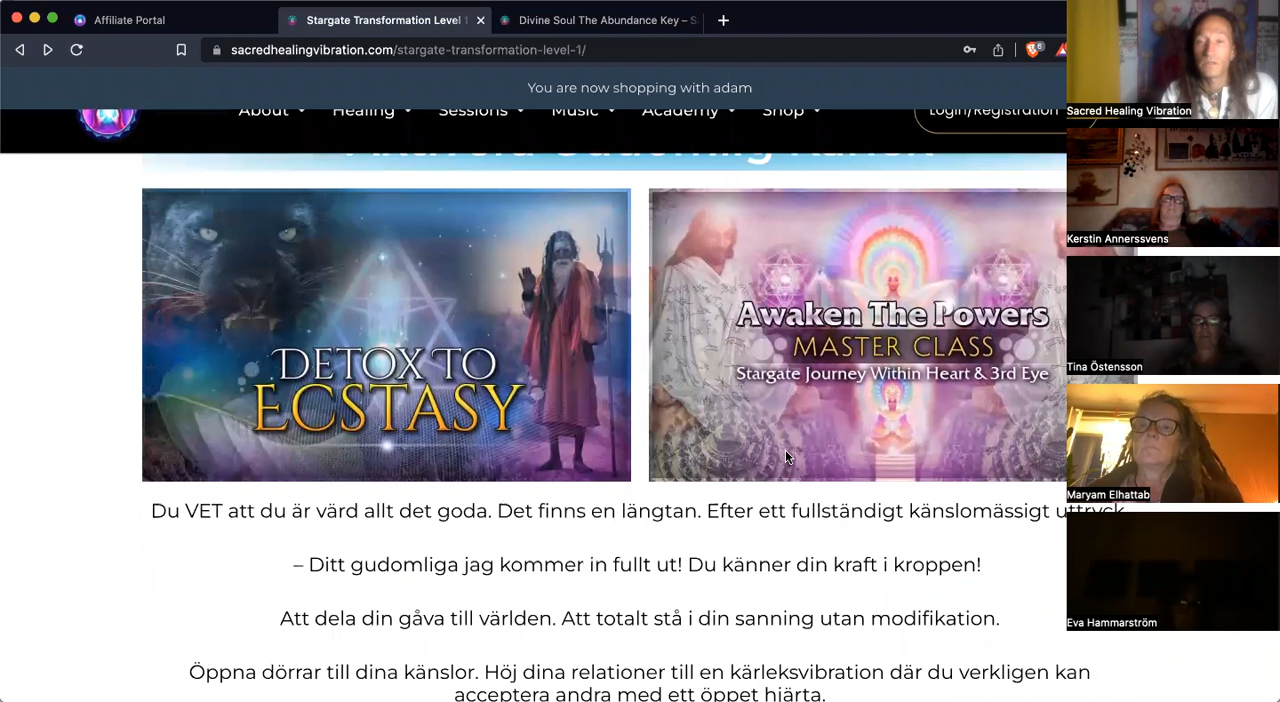 Affiliate Portal
Stargate Transformation Level 1
Divine Soul The Abundance Key – S
sacredhealingvibration.com/stargate-transformation-level-1/
6
You are now shopping with adam
About Healing Sessions Music Academy Shop Login/Registration
DETOX TO
ECSTASY
Awaken The Powers
MASTER CLASS
Stargate Journey Within Heart & 3rd Eye
Du VET att du är värd allt det goda. Det finns en längtan. Efter ett fullständigt känslomässigt uttryck
– Ditt gudomliga jag kommer in fullt ut! Du känner din kraft i kroppen!
Att dela din gåva till världen. Att totalt stå i din sanning utan modifikation.
Öppna dörrar till dina känslor. Höj dina relationer till en kärleksvibration där du verkligen kan
acceptera andra med ett öppet hjärta.
Sacred Healing Vibration
Kerstin Annerssvens
Tina Östensson
Maryam Elhattab
Eva Hammarström